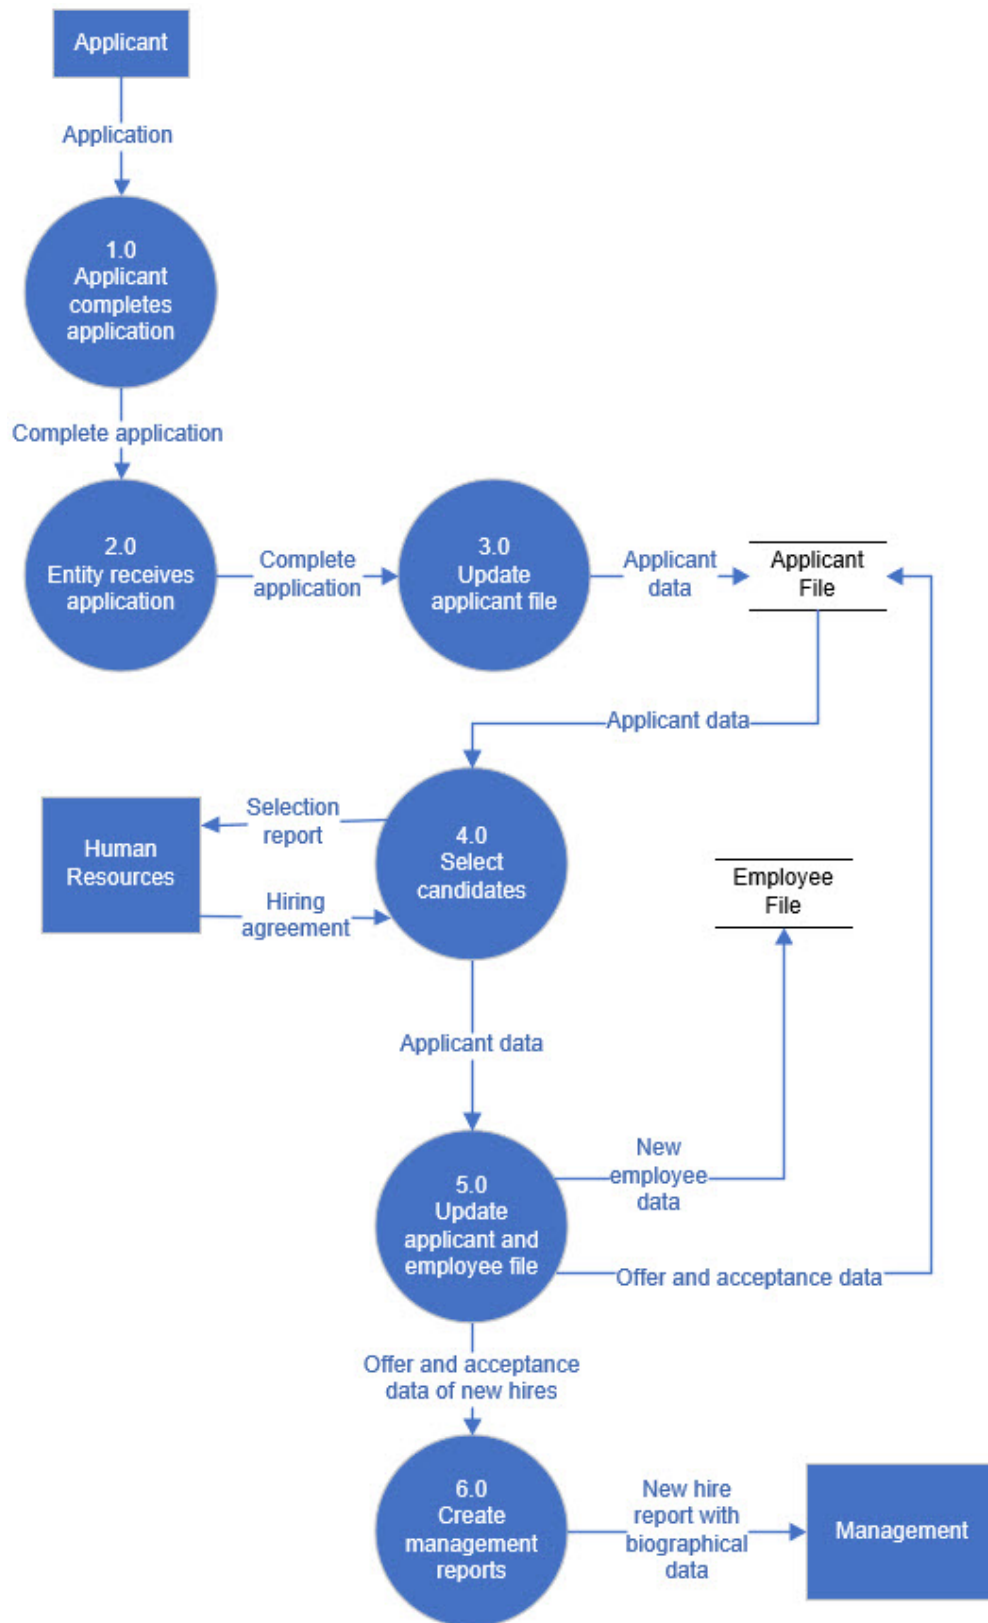 Applicant
Application
1.0
Applicant
completes
application
Complete application
2.0
Entity receives
application
Complete
application
3.0
Update
applicant file
Applicant
data
Applicant
File
Applicant data
Human
Resources
Selection
report
Hiring
agreement
4.0
Select
candidates
Employee
File
Applicant data
5.0
Update
applicant and
employee file
New
employee
data
Offer and acceptance data
Offer and acceptance
data of new hires
6.0
Create
management
reports
New hire
report with
biographical
data
Management